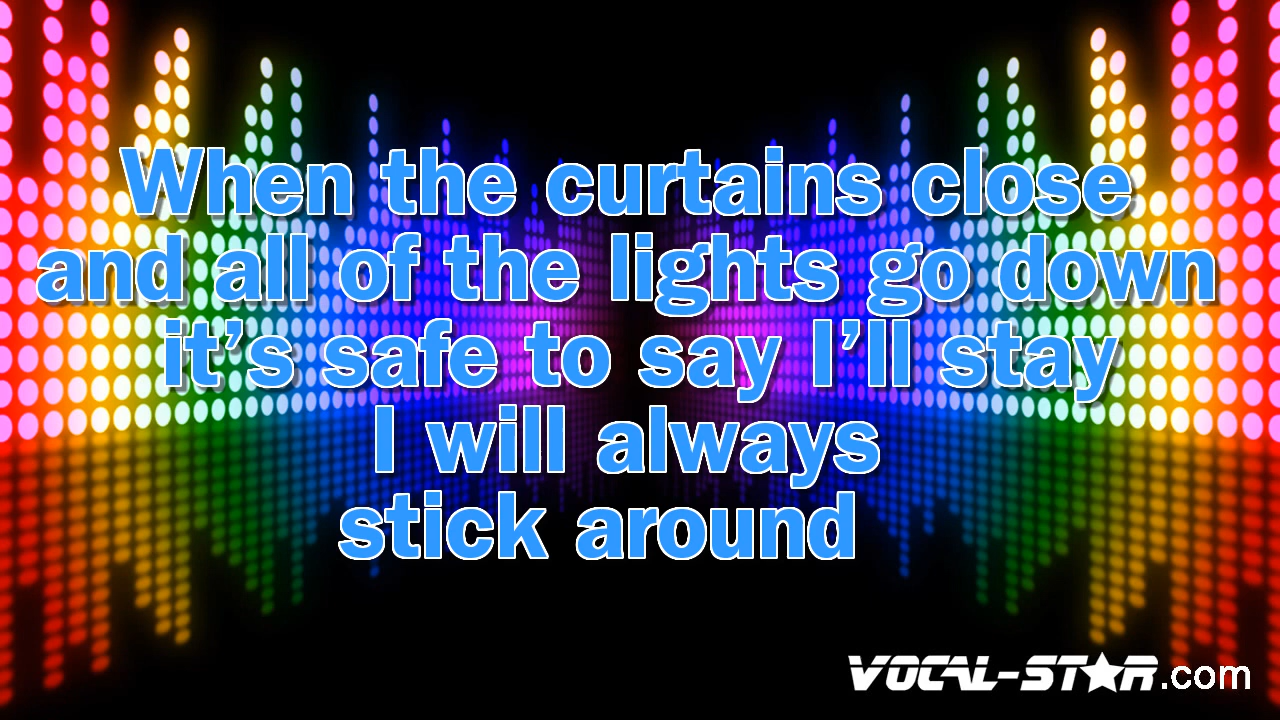 When the curtains close
and all of the lights go down
it’s safe to say I’ll stay
I will always
stick around
VOCAL-STAR.com